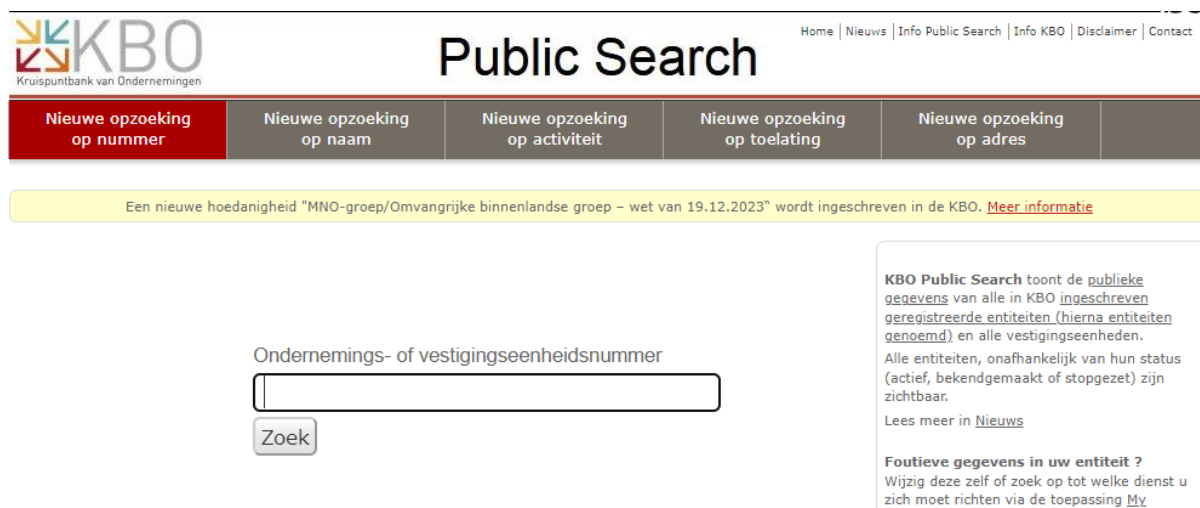 KBO
Kruispuntbank van Ondernemingen
Public Search
Home | Nieuws | Info Public Search | Info KBO | Disclaimer | Contact
Nieuwe opzoeking
op nummer
Nieuwe opzoeking
op naam
Nieuwe opzoeking
op activiteit
Nieuwe opzoeking
op toelating
Nieuwe opzoeking
op adres
Een nieuwe hoedanigheid "MNO-groep/Omvangrijke binnenlandse groep – wet van 19.12.2023" wordt ingeschreven in de KBO. Meer informatie
Ondernemings- of vestigingseenheidsnummer
Zoek
KBO Public Search toont de publieke
gegevens van alle in KBO ingeschreven
geregistreerde entiteiten (hierna entiteiten
genoemd) en alle vestigingseenheden.
Alle entiteiten, onafhankelijk van hun status
(actief, bekendgemaakt of stopgezet) zijn
zichtbaar.
Lees meer in Nieuws
Foutieve gegevens in uw entiteit ?
Wijzig deze zelf of zoek op tot welke dienst u
zich moet richten via de toepassing My